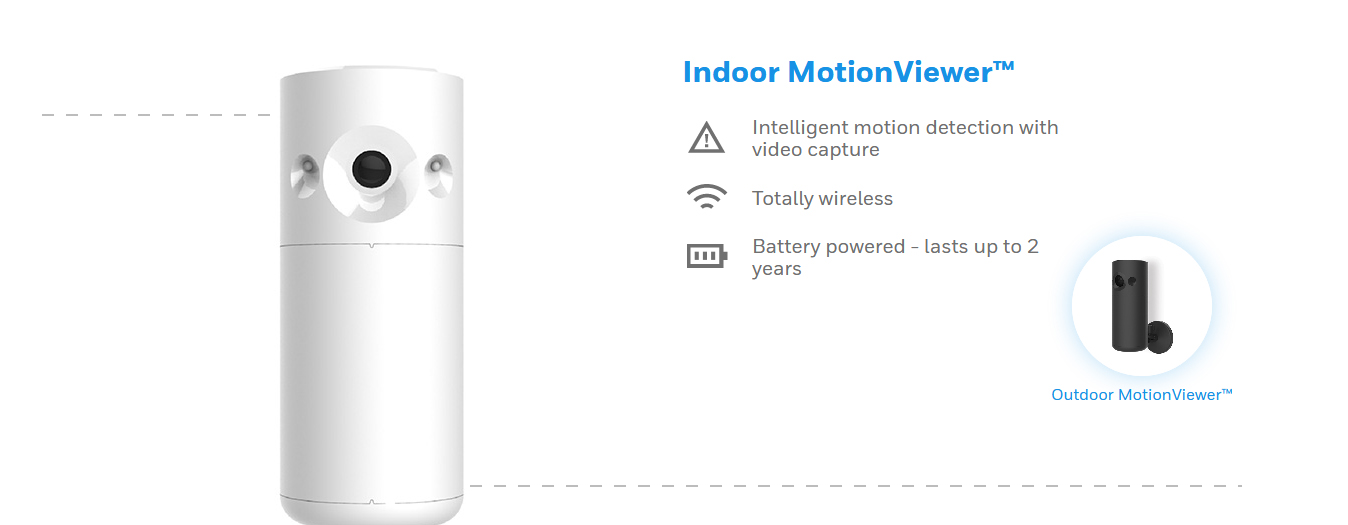 Indoor MotionViewer™
Intelligent motion detection with
video capture
Totally wireless
Battery powered - lasts up to 2
years
Outdoor MotionViewer™